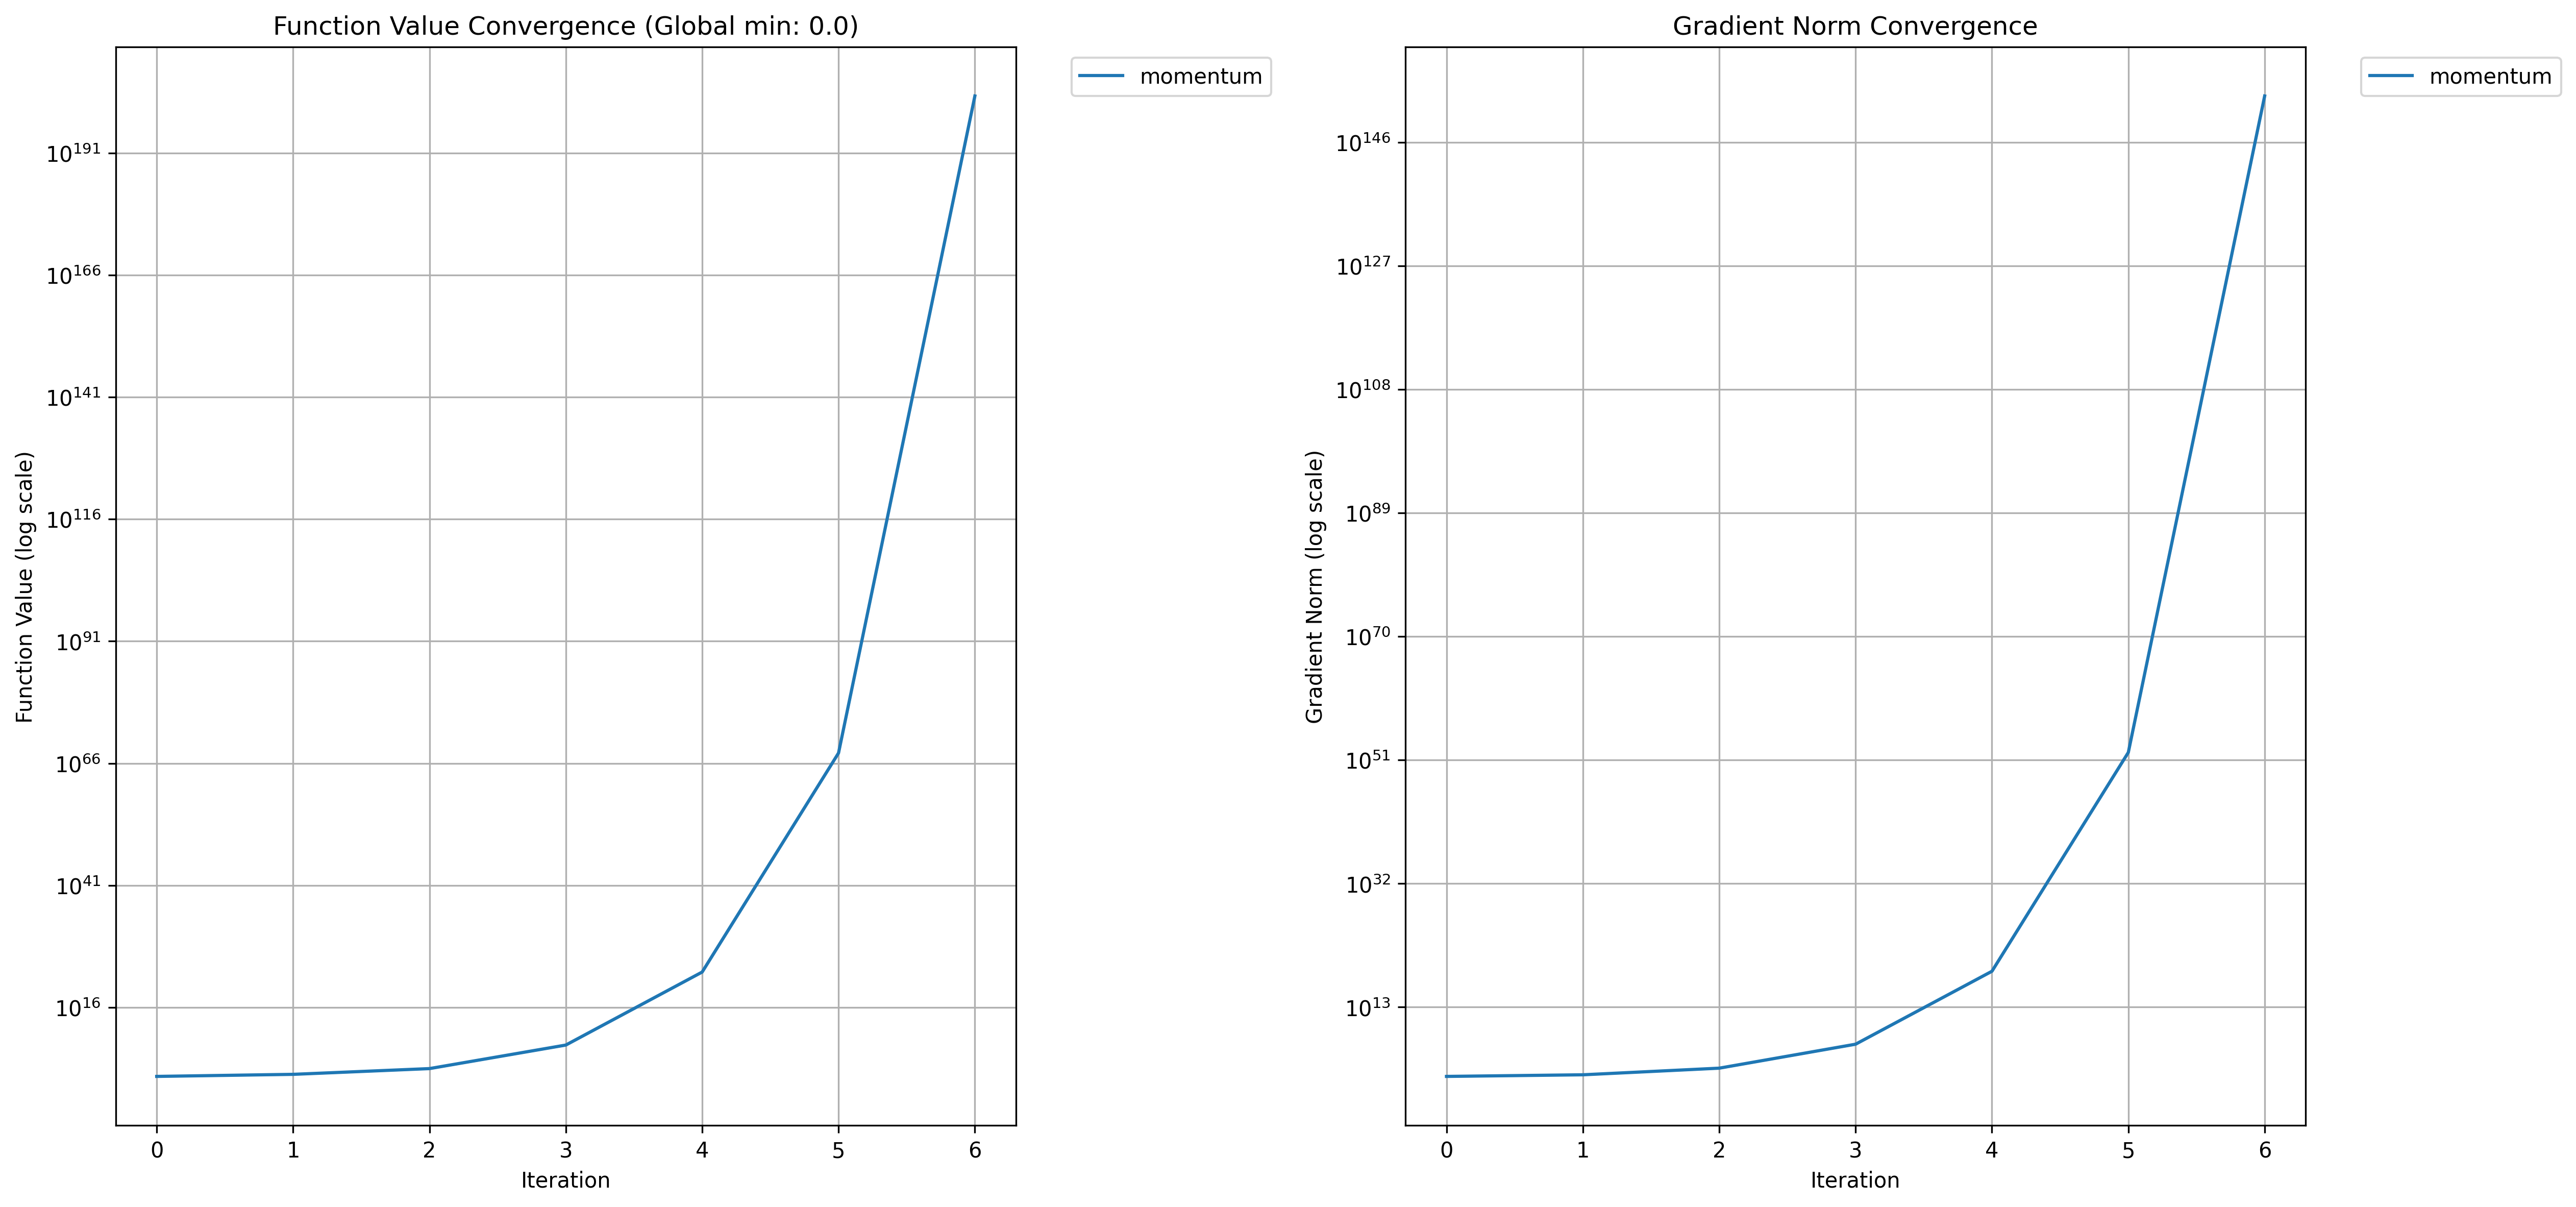 Function Value Convergence (Global min: 0.0)
momentum
Function Value (log scale)
10^191
10^166
10^141
10^116
10^91
10^66
10^41
10^16
0 1 2 3 4 5 6
Iteration
Gradient Norm Convergence
momentum
Gradient Norm (log scale)
10^146
10^127
10^108
10^89
10^70
10^51
10^32
10^13
0 1 2 3 4 5 6
Iteration